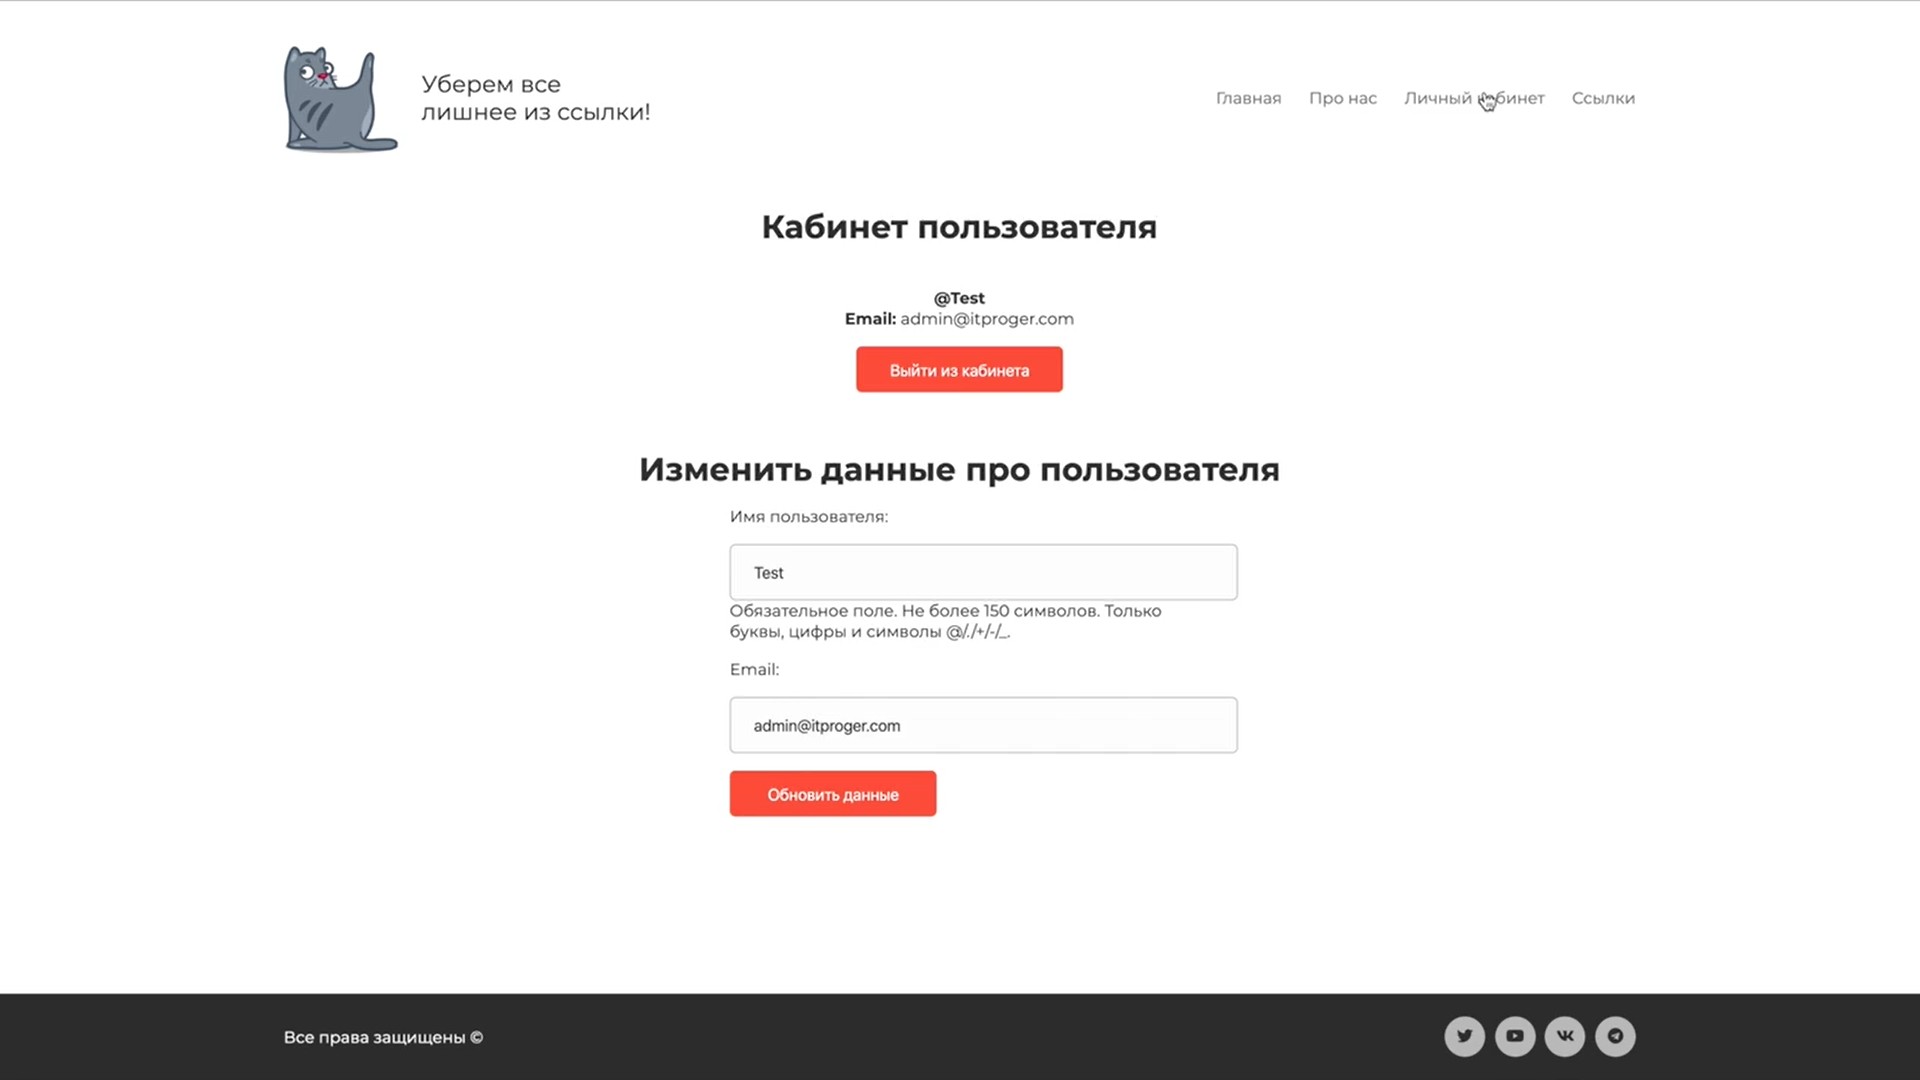 Уберем все
лишнее из ссылки!
Главная
Про нас
Личный кабинет
Ссылки
Кабинет пользователя
@Test
Email: admin@itproger.com
Выйти из кабинета
Изменить данные про пользователя
Имя пользователя:
Test
Обязательное поле. Не более 150 символов. Только
буквы, цифры и символы @/./+/-/_.
Email:
admin@itproger.com
Обновить данные
Все права защищены ©